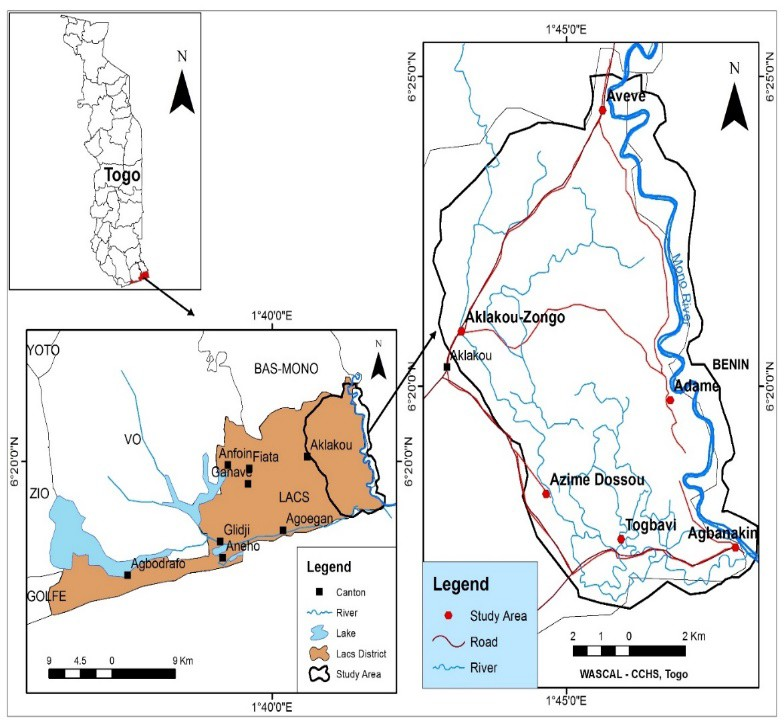 N
Togo
1°40'0"E
YOTO
BAS-MONO
N
VO
Anfoin
Fiata
Ganave
Aklakou
6°20'0"N
6°20'0"N
ZIO
LACS
Agoegan
Glidji
Aneho
Agbodrafo
GOLFE
Legend
Canton
River
Lake
Lacs District
Study Area
9 4.5 0 9 Km
1°40'0"E
1°45'0"E
6°25'0"N
6°25'0"N
N
Aveve
Mono River
Aklakou-Zongo
Aklakou
BENIN
6°20'0"N
Adame
Azime Dossou
Togbavi
Agbanakin
Legend
Study Area
Road
River
2 1 0 2 Km
WASCAL - CCHS, Togo
1°45'0"E